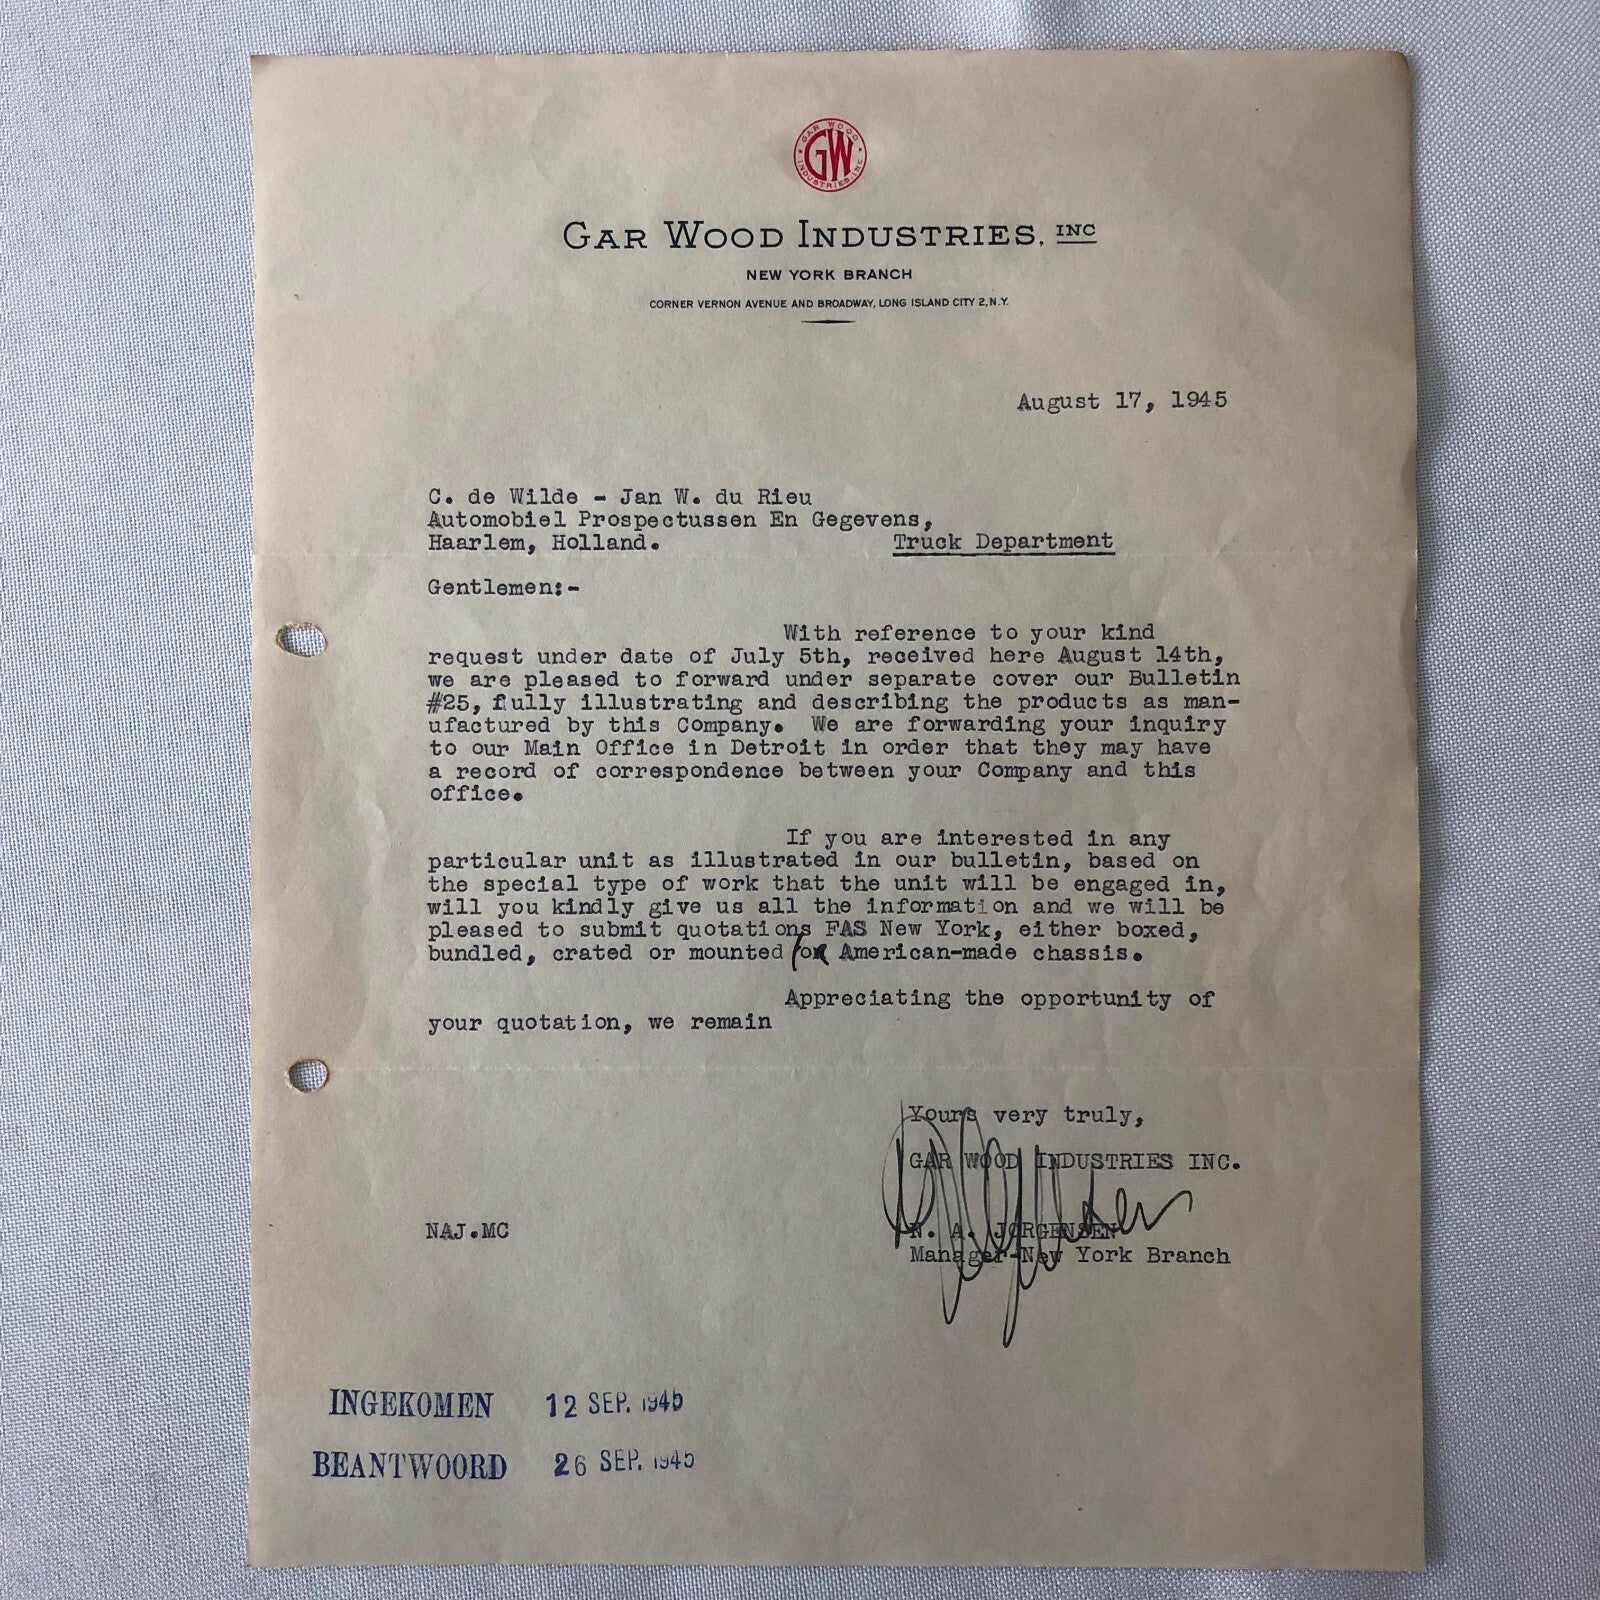 GAR WOOD
GW
INDUSTRIES, INC.
GAR WOOD INDUSTRIES, INC
NEW YORK BRANCH
CORNER VERNON AVENUE AND BROADWAY, LONG ISLAND CITY 2, N.Y.
August 17, 1945
C. de Wilde - Jan W. du Rieu
Automobiel Prospectussen En Gegevens,
Haarlem, Holland. Truck Department
Gentlemen:-
With reference to your kind
request under date of July 5th, received here August 14th,
we are pleased to forward under separate cover our Bulletin
#25, fully illustrating and describing the products as man-
ufactured by this Company. We are forwarding your inquiry
to our Main Office in Detroit in order that they may have
a record of correspondence between your Company and this
office.
If you are interested in any
particular unit as illustrated in our bulletin, based on
the special type of work that the unit will be engaged in,
will you kindly give us all the information and we will be
pleased to submit quotations FAS New York, either boxed,
bundled, crated or mounted on American-made chassis.
Appreciating the opportunity of
your quotation, we remain
Yours very truly,
GAR WOOD INDUSTRIES INC.
NAJ.MC N. A. JORGENSEN
Manager-New York Branch
INGEKOMEN 12 SEP. 1945
BEANTWOORD 26 SEP. 1945